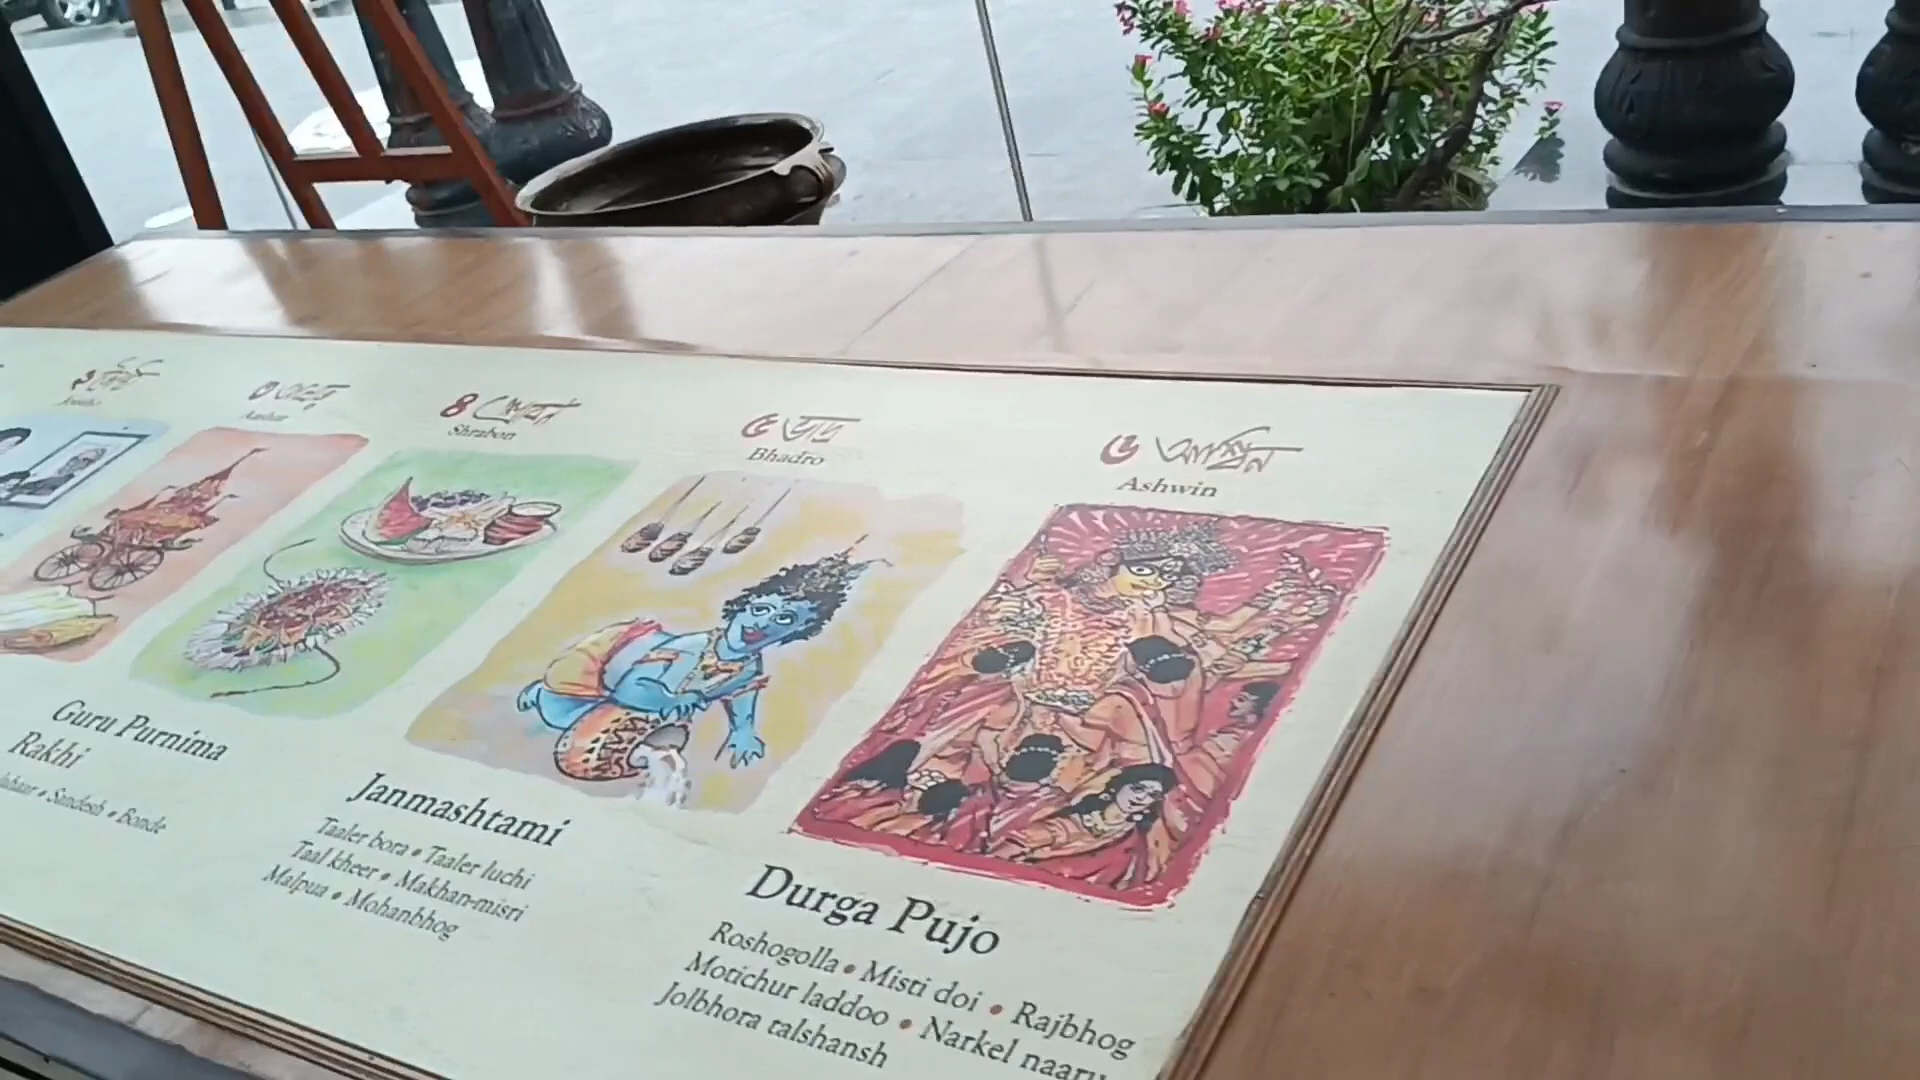 ৪ শ্রাবণ
Shrabon
৫ ভাদ্র
Bhadro
৬ আশ্বিন
Ashwin
Guru Purnima
Rakhi
• Sandesh • Bonde
Janmashtami
Taaler bora • Taaler luchi
Taal kheer • Makhan-misri
Malpua • Mohanbhog
Durga Pujo
Roshogolla • Misti doi • Rajbhog
Motichur laddoo • Narkel naaru
Jolbhora talshansh